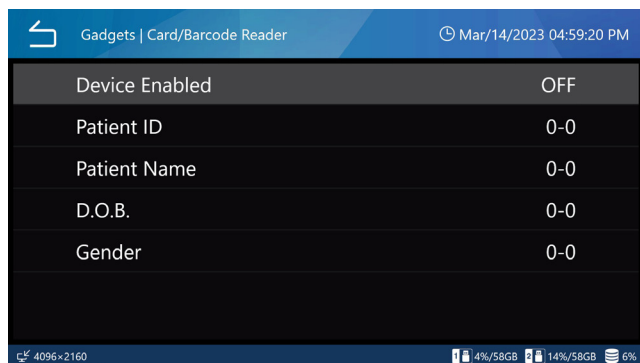 Gadgets | Card/Barcode Reader Mar/14/2023 04:59:20 PM
Device Enabled OFF
Patient ID 0-0
Patient Name 0-0
D.O.B. 0-0
Gender 0-0
4096×2160 1 4%/58GB 2 14%/58GB 6%